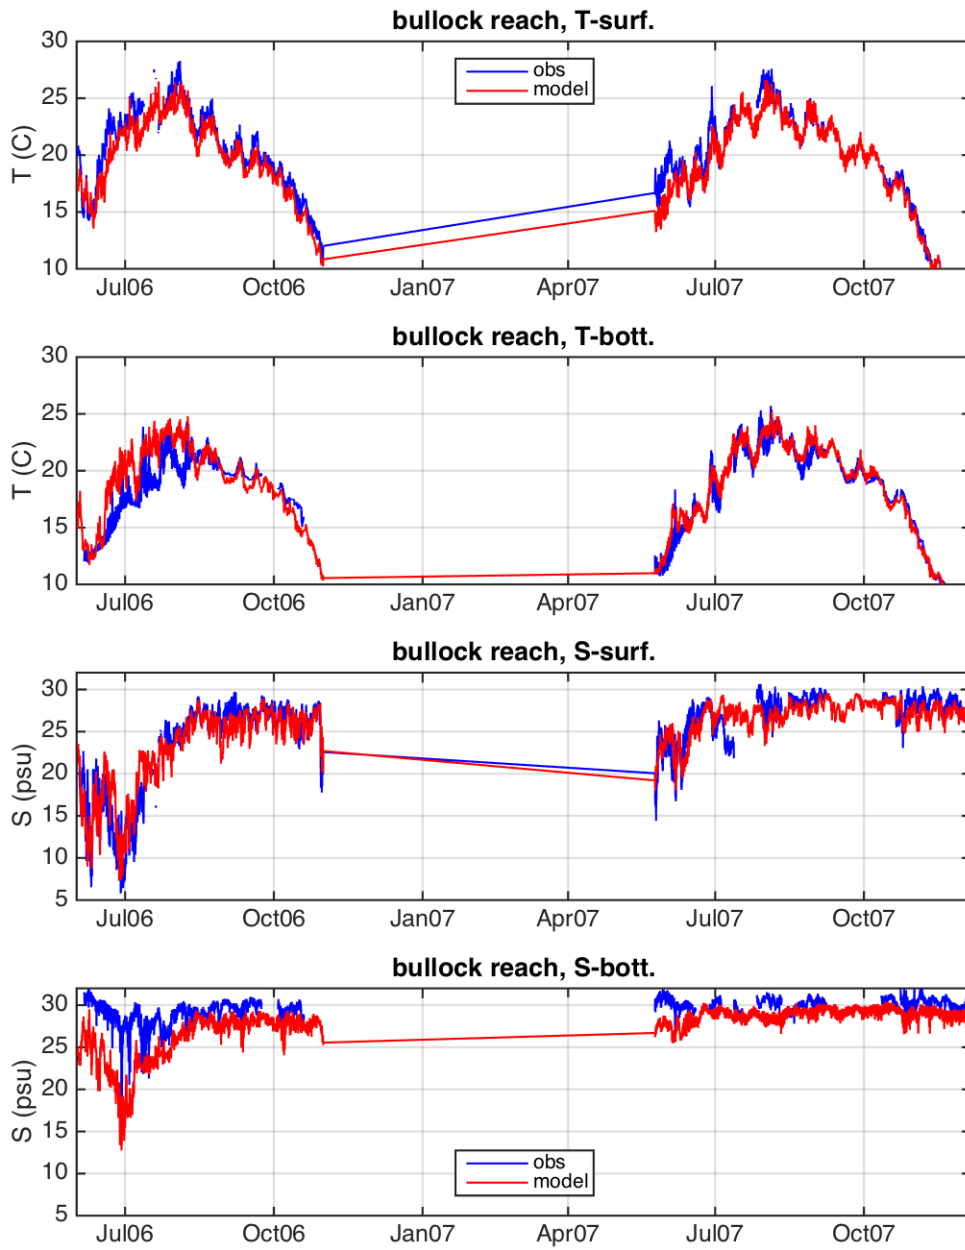 bullock reach, T-surf.
30
25
20
15
10
T (C)
obs
model
Jul06 Oct06 Jan07 Apr07 Jul07 Oct07
bullock reach, T-bott.
30
25
20
15
10
T (C)
Jul06 Oct06 Jan07 Apr07 Jul07 Oct07
bullock reach, S-surf.
30
25
20
15
10
5
S (psu)
Jul06 Oct06 Jan07 Apr07 Jul07 Oct07
bullock reach, S-bott.
30
25
20
15
10
5
S (psu)
obs
model
Jul06 Oct06 Jan07 Apr07 Jul07 Oct07